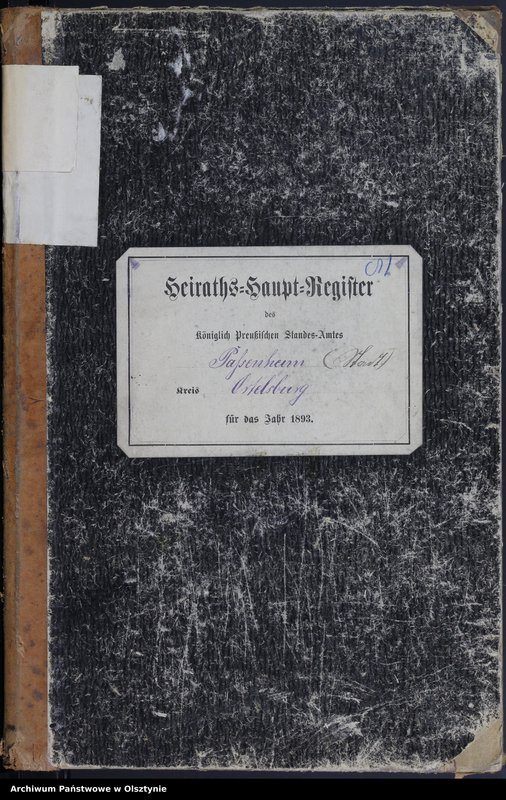 Heiraths-Haupt-Register
des
Königlich Preußischen Standes-Amtes
Paßenheim (Stadt)
Kreis Ortelsburg
für das Jahr 1893.
Archiwum Państwowe w Olsztynie